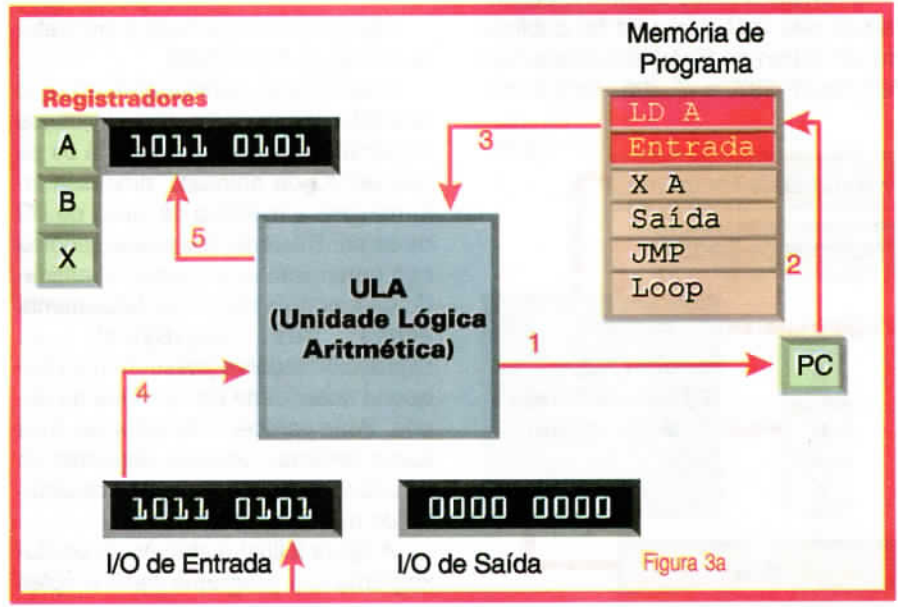 Memória de
Programa
Registradores
A 1011 0101
B
X
LD A
Entrada
X A
Saída
JMP
Loop
3
5
2
ULA
(Unidade Lógica
Aritmética)
1
PC
4
1011 0101
0000 0000
I/O de Entrada
I/O de Saída
Figura 3a